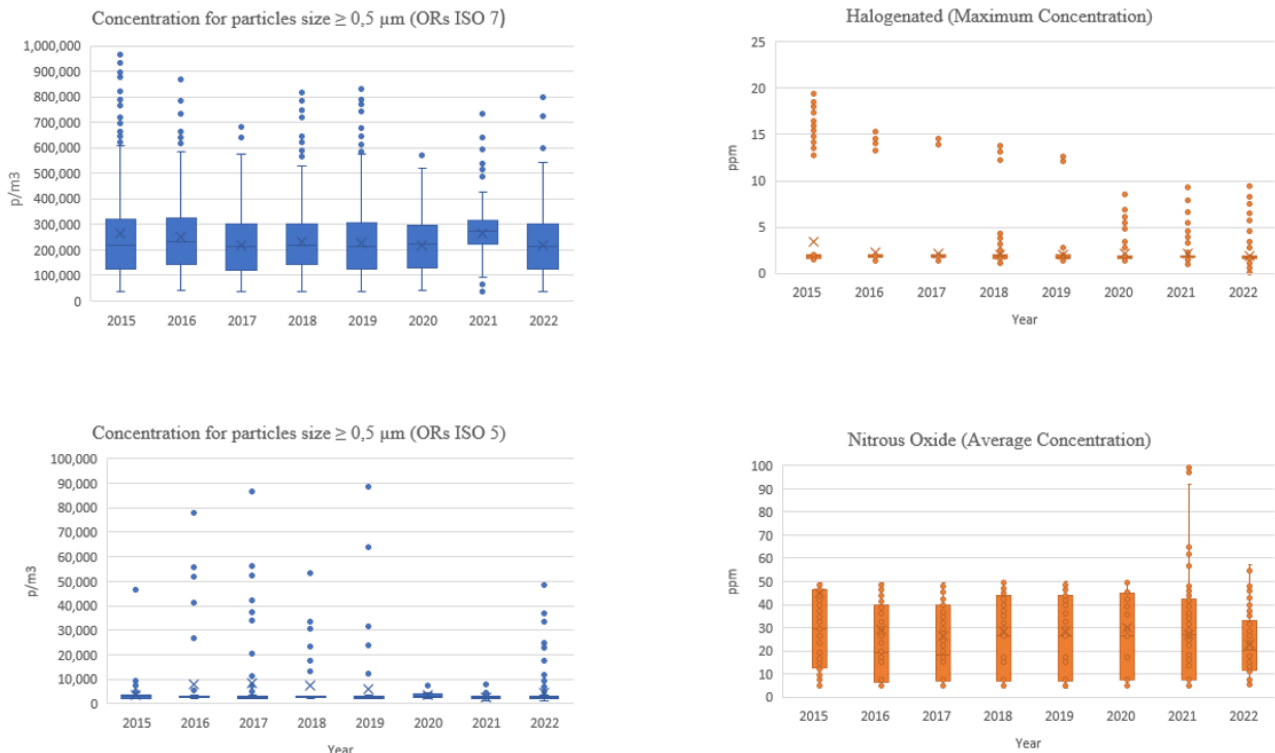 Concentration for particles size ≥ 0,5 µm (ORs ISO 7)
p/m3
1,000,000
900,000
800,000
700,000
600,000
500,000
400,000
300,000
200,000
100,000
0
2015 2016 2017 2018 2019 2020 2021 2022
Halogenated (Maximum Concentration)
ppm
25
20
15
10
5
0
2015 2016 2017 2018 2019 2020 2021 2022
Year
Concentration for particles size ≥ 0,5 µm (ORs ISO 5)
p/m3
100,000
90,000
80,000
70,000
60,000
50,000
40,000
30,000
20,000
10,000
0
2015 2016 2017 2018 2019 2020 2021 2022
Year
Nitrous Oxide (Average Concentration)
ppm
100
90
80
70
60
50
40
30
20
10
0
2015 2016 2017 2018 2019 2020 2021 2022
Year